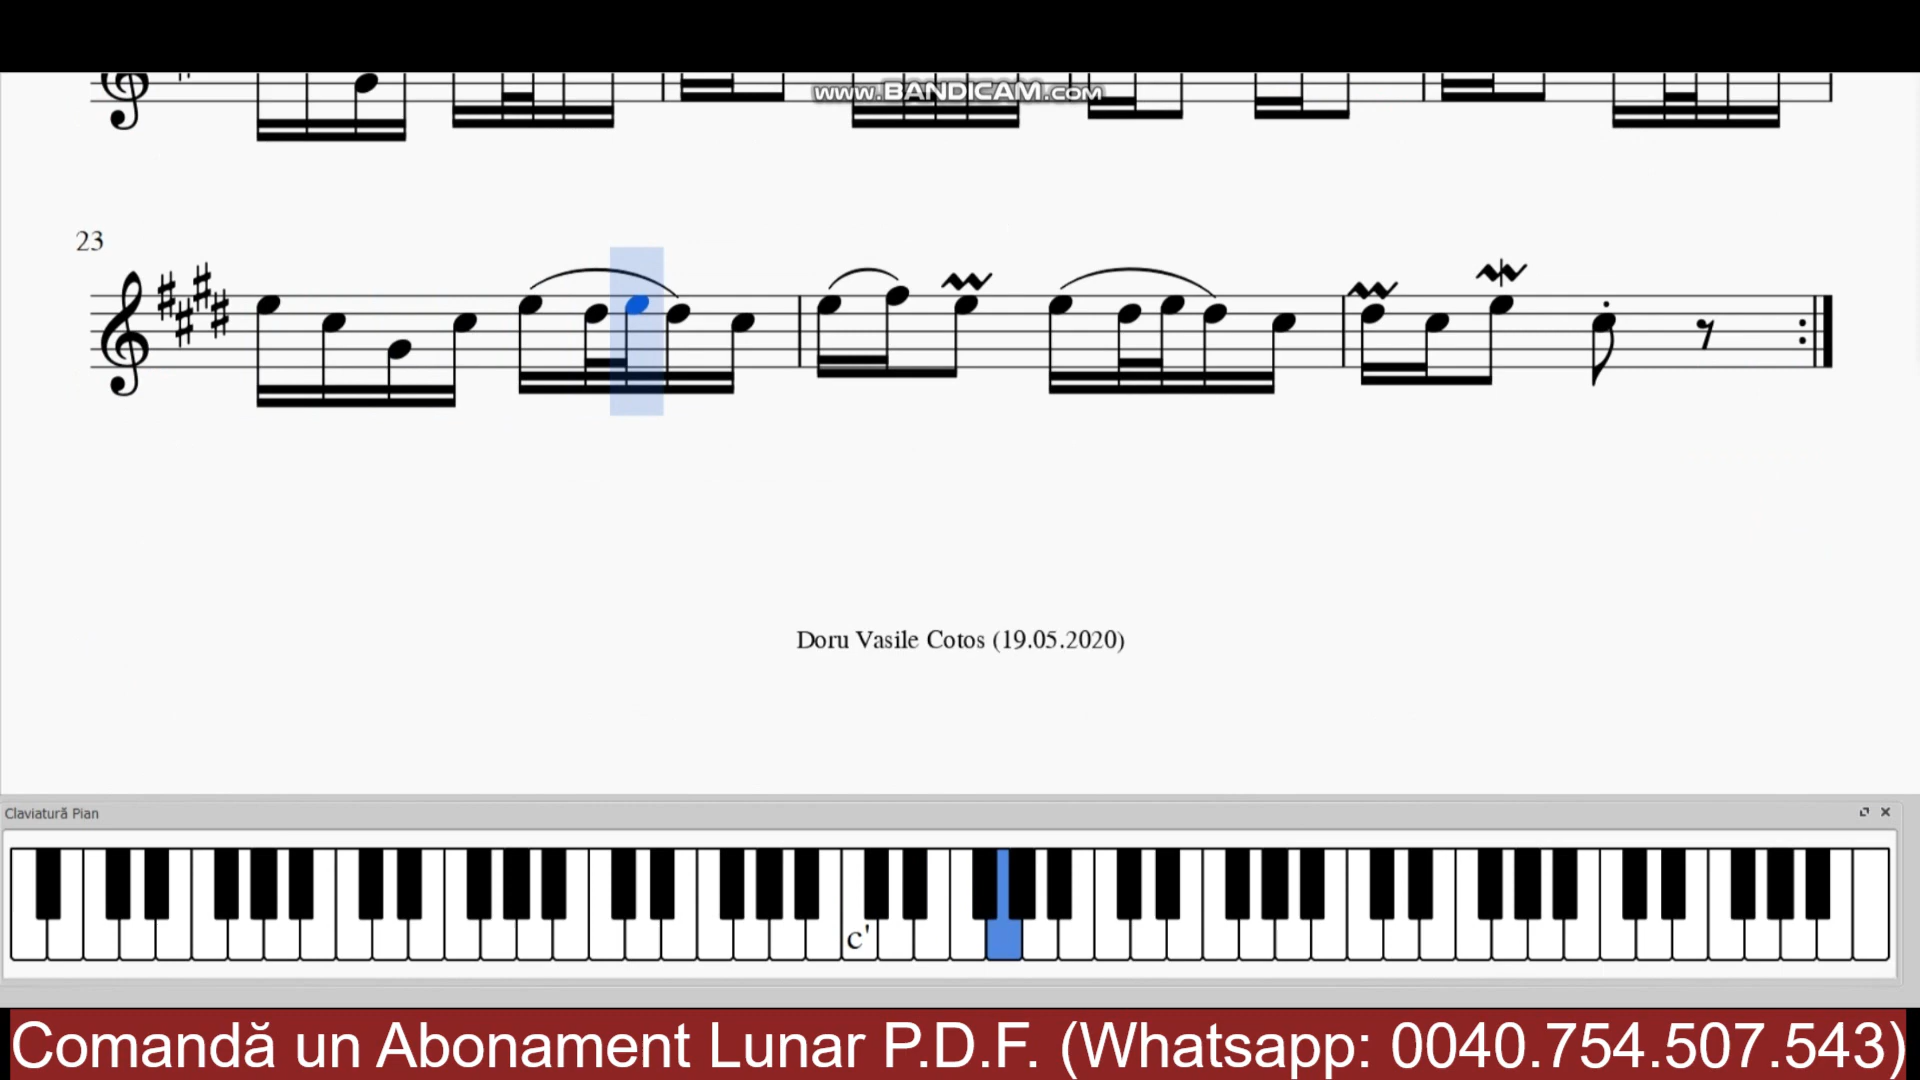 www.BANDICAM.com
23
Doru Vasile Cotos (19.05.2020)
Claviatură Pian
c'
Comandă un Abonament Lunar P.D.F. (Whatsapp: 0040.754.507.543)